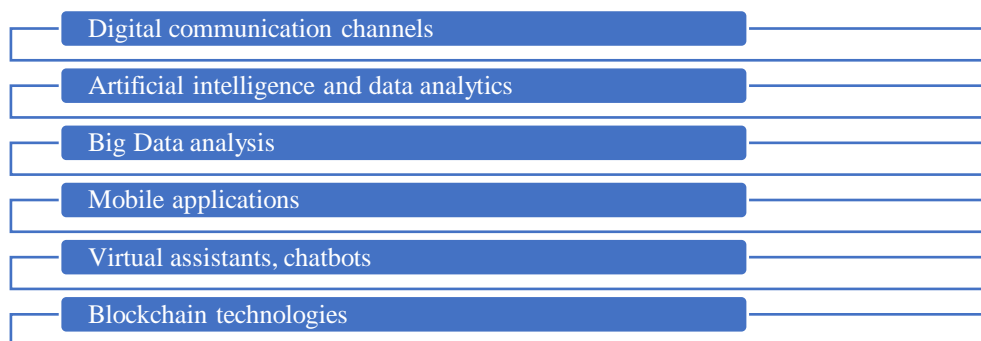 Digital communication channels
Artificial intelligence and data analytics
Big Data analysis
Mobile applications
Virtual assistants, chatbots
Blockchain technologies